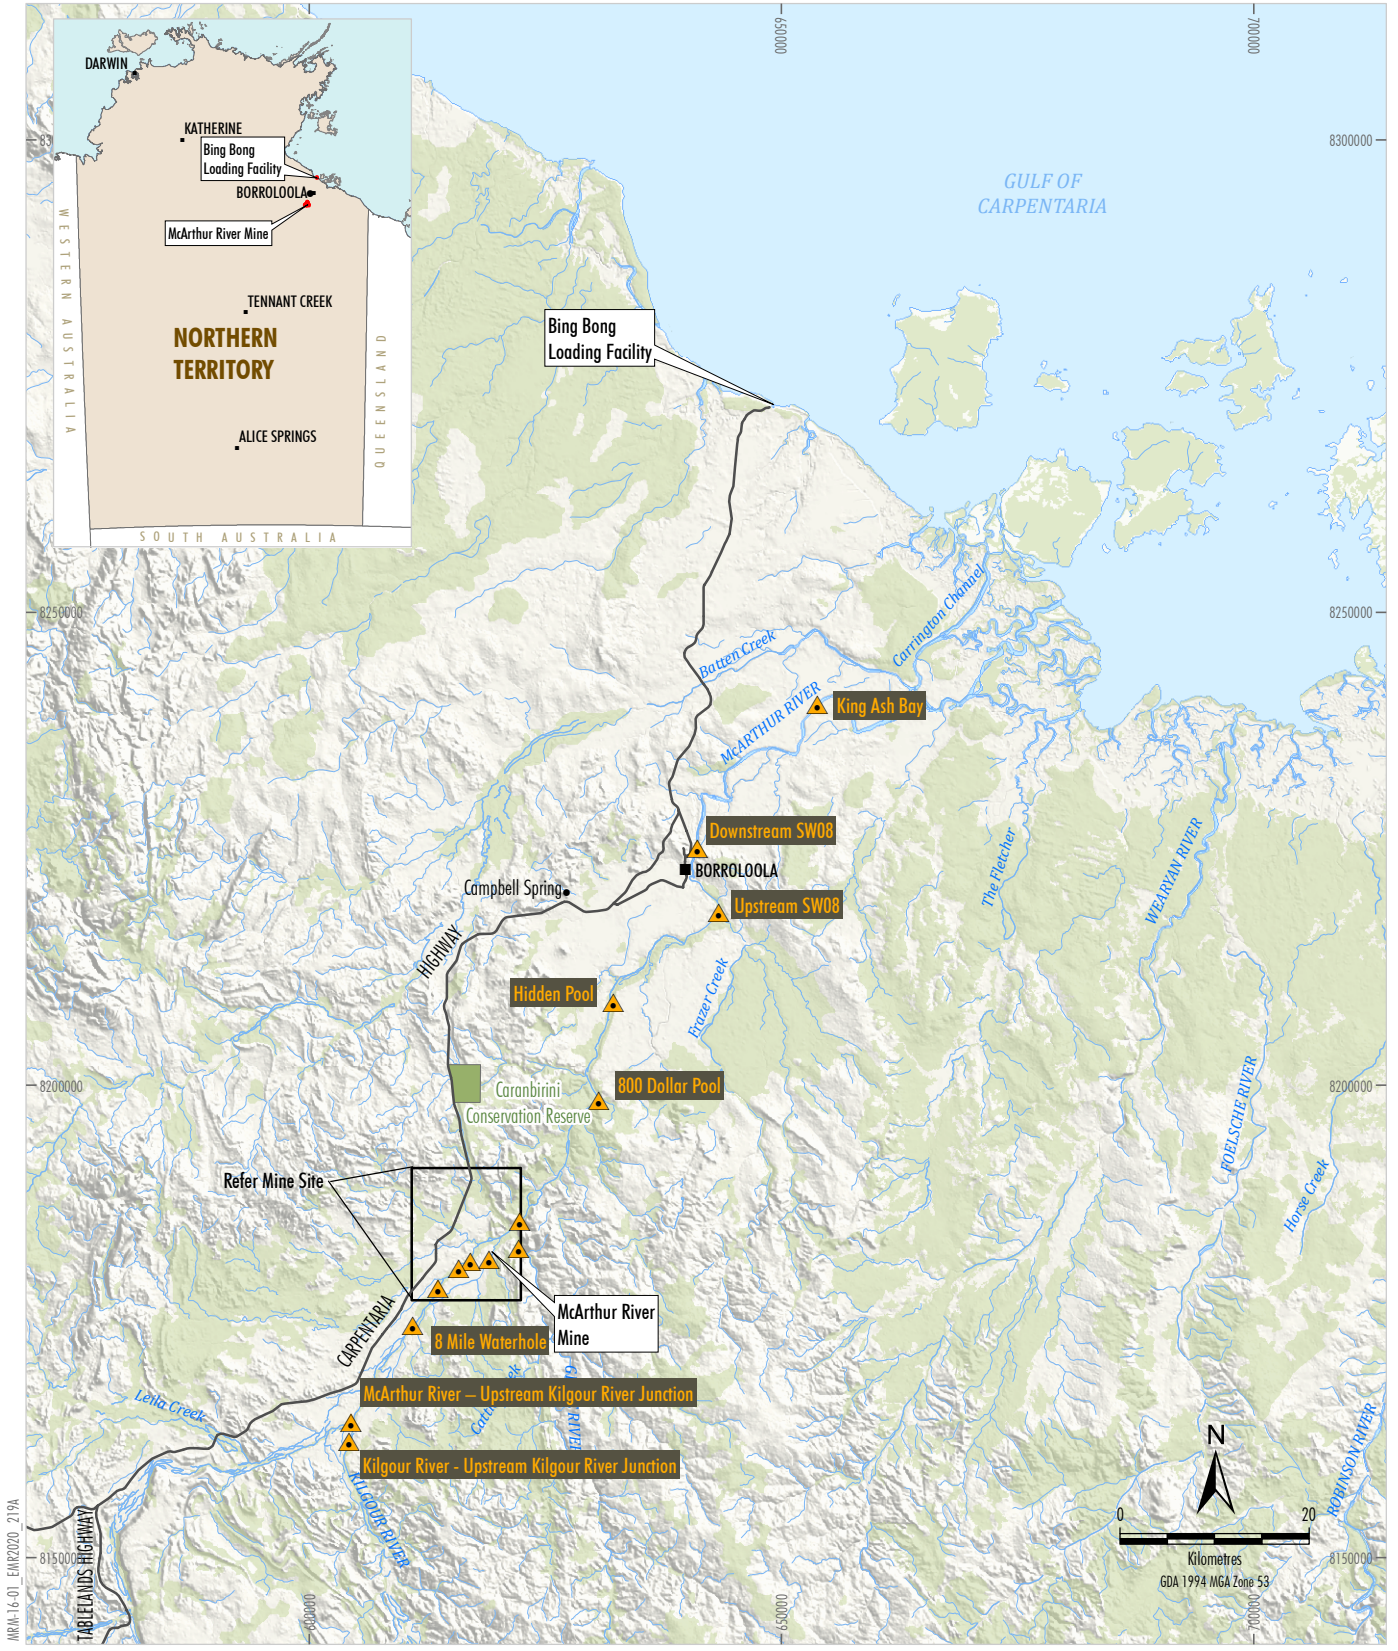 650000
700000
DARWIN
KATHERINE
Bing Bong
Loading Facility
BORROLOOLA
McArthur River Mine
WESTERN AUSTRALIA
TENNANT CREEK
NORTHERN
TERRITORY
QUEENSLAND
ALICE SPRINGS
SOUTH AUSTRALIA
83
8300000
GULF OF
CARPENTARIA
Bing Bong
Loading Facility
8250000
8250000
Carrington Channel
Batten Creek
McARTHUR RIVER
King Ash Bay
Downstream SW08
BORROLOOLA
Campbell Spring
Upstream SW08
The Fletcher
WEARYAN RIVER
HIGHWAY
Hidden Pool
Frazer Creek
8200000
8200000
800 Dollar Pool
Caranbirini
Conservation Reserve
FOELSCHE RIVER
Horse Creek
Refer Mine Site
McArthur River
Mine
CARPENTARIA
8 Mile Waterhole
McArthur River – Upstream Kilgour River Junction
Leila Creek
RIVER
Kilgour River - Upstream Kilgour River Junction
KILGOUR RIVER
ROBINSON RIVER
N
0
20
Kilometres
GDA 1994 MGA Zone 53
8150000
8150000
TABLELANDS HIGHWAY
MRM-16-01_EMR2020_219A
600000
650000
700000